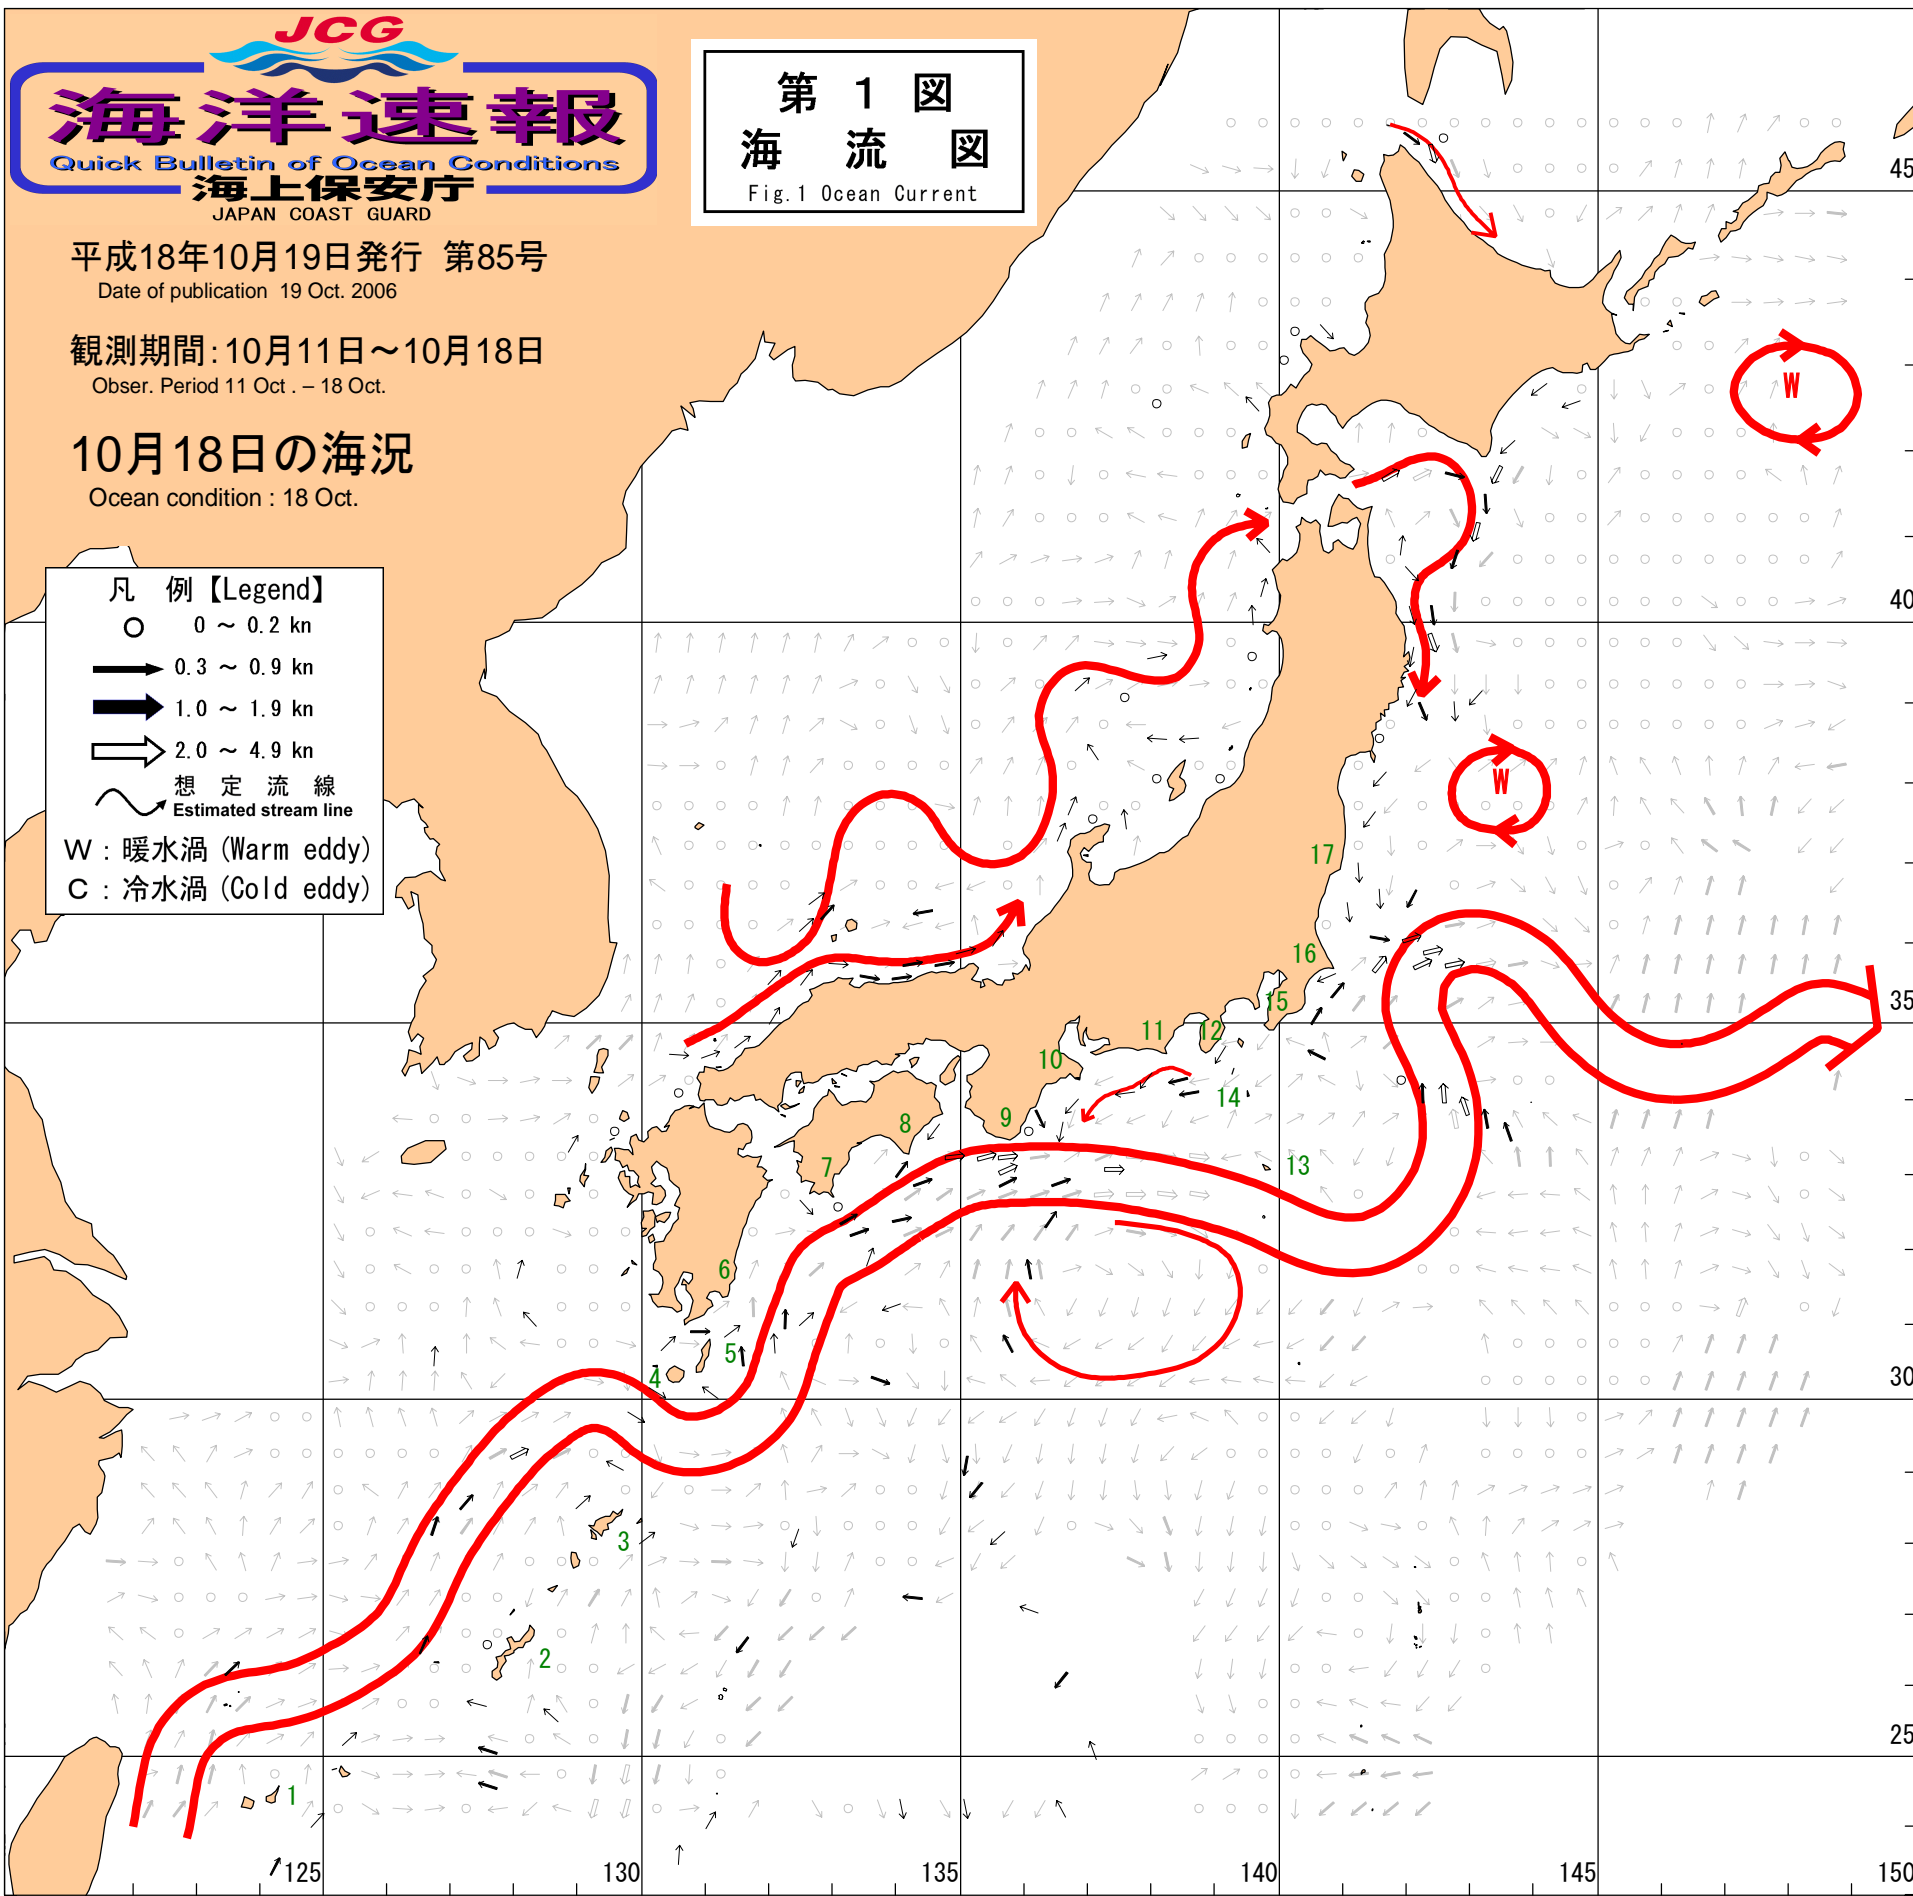 JCG
海洋速報
Quick Bulletin of Ocean Conditions
海上保安庁
JAPAN COAST GUARD
平成18年10月19日発行 第85号
Date of publication 19 Oct. 2006
観測期間:10月11日～10月18日
Obser. Period 11 Oct . – 18 Oct.
10月18日の海況
Ocean condition : 18 Oct.
第 1 図
海 流 図
Fig.1 Ocean Current
凡 例【Legend】
0 ～ 0.2 kn
0.3 ～ 0.9 kn
1.0 ～ 1.9 kn
2.0 ～ 4.9 kn
想 定 流 線
Estimated stream line
W : 暖水渦 (Warm eddy)
C : 冷水渦 (Cold eddy)
45
W
40
W
17
16
35
15
12
11
10
14
9
8
7
13
6
5
4
30
3
2
25
1
125
130
135
140
145
150